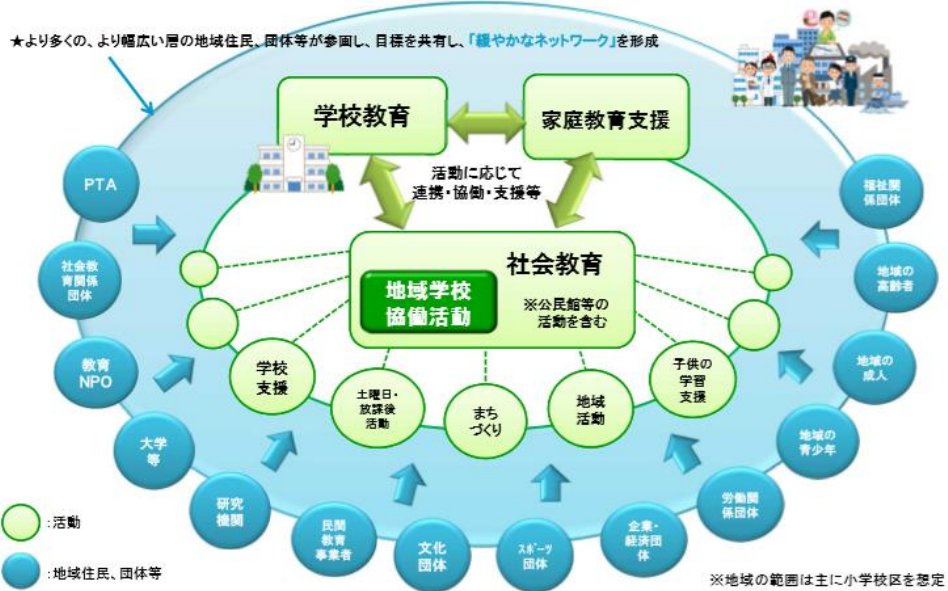 ★より多くの、より幅広い層の地域住民、団体等が参画し、目標を共有し、「緩やかなネットワーク」を形成
学校教育
家庭教育支援
活動に応じて
連携・協働・支援等
社会教育
地域学校
協働活動
※公民館等の
活動を含む
学校
支援
土曜日・
放課後
活動
まち
づくり
地域
活動
子供の
学習
支援
PTA
社会教
育関係
団体
教育
NPO
大学
等
研究
機関
民間
教育
事業者
文化
団体
スポーツ
団体
企業・
経済団
体
労働関
係団体
地域の
青少年
地域の
成人
地域の
高齢者
福祉関
係団体
:活動
:地域住民、団体等
※地域の範囲は主に小学校区を想定